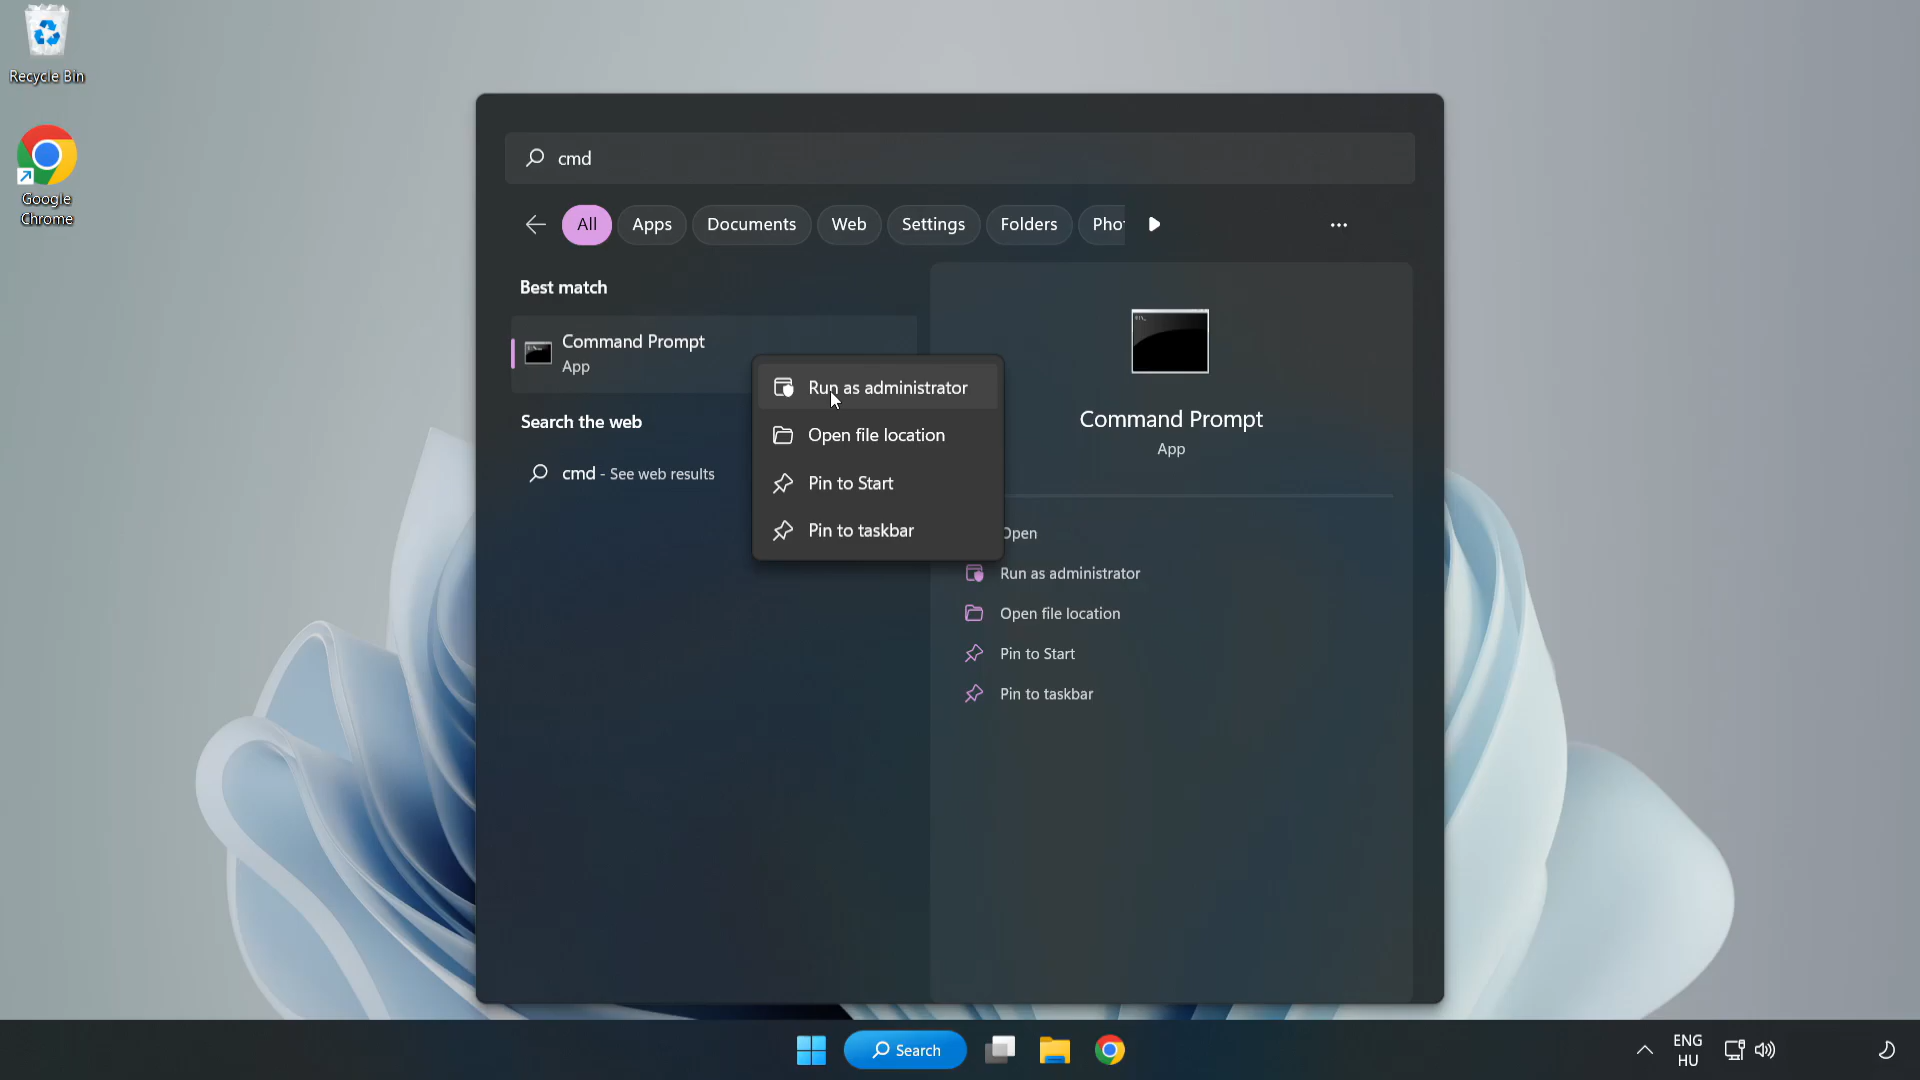 Recycle Bin
Google
Chrome
cmd
All
Apps
Documents
Web
Settings
Folders
Pho
Best match
Command Prompt
App
Search the web
cmd - See web results
Run as administrator
Open file location
Pin to Start
Pin to taskbar
Command Prompt
App
Open
Run as administrator
Open file location
Pin to Start
Pin to taskbar
Search
ENG
HU